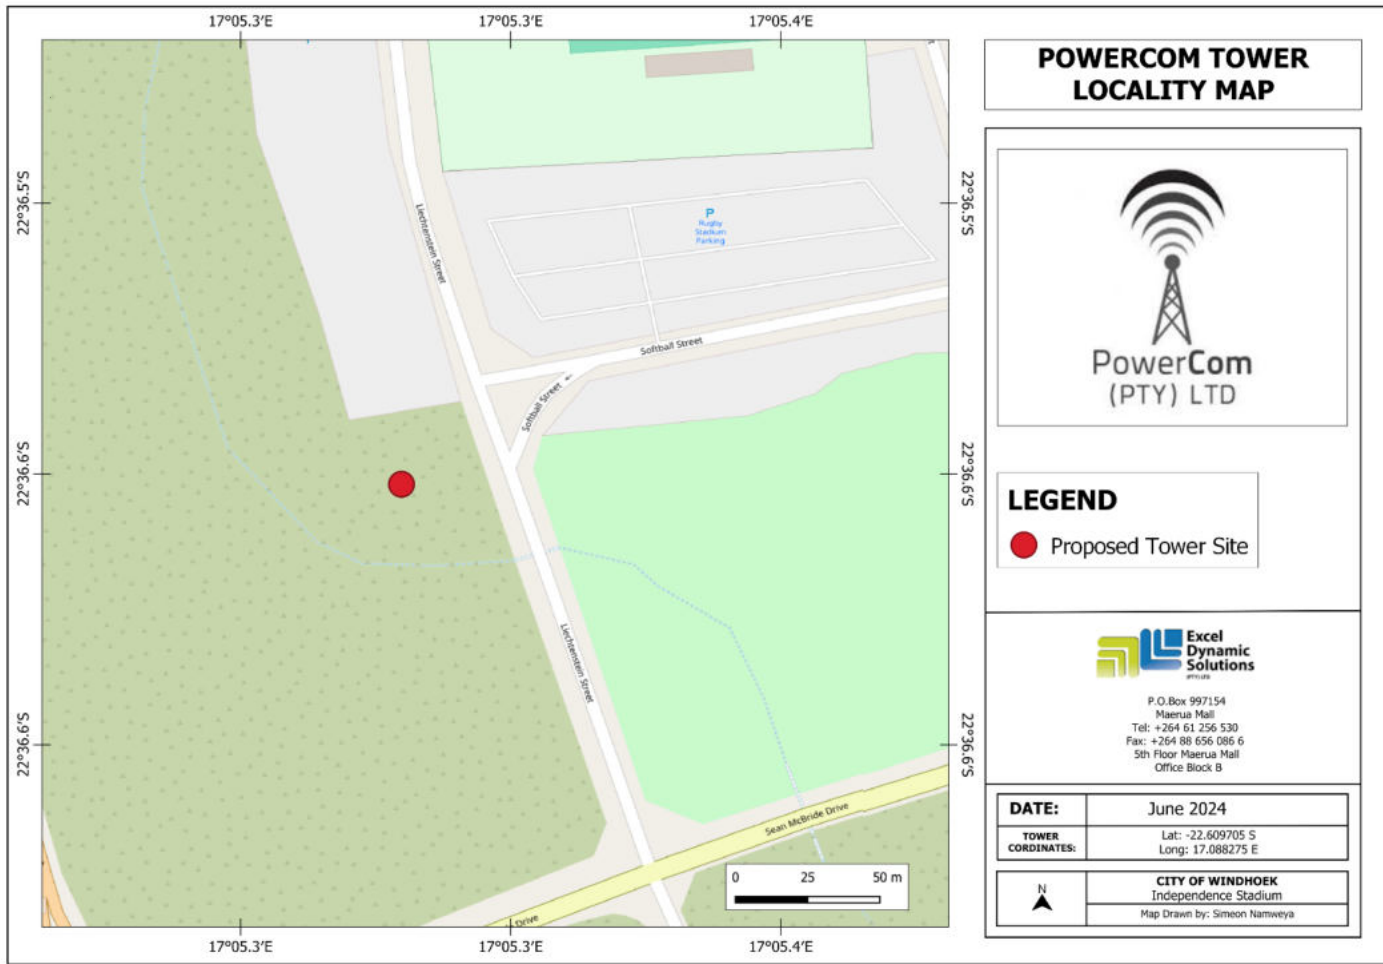 17°05.3'E
17°05.3'E
17°05.4'E
22°36.5'S
22°36.6'S
22°36.6'S
Liechtenstein Street
P
Rugby
Stadium
Parking
Softball Street
Softball Street
Liechtenstein Street
Sean McBride Drive
Drive
0 25 50 m
22°36.5'S
22°36.6'S
22°36.6'S
17°05.3'E
17°05.3'E
17°05.4'E
POWERCOM TOWER
LOCALITY MAP
PowerCom
(PTY) LTD
LEGEND
Proposed Tower Site
Excel
Dynamic
Solutions
(PTY) LTD
P.O.Box 997154
Maerua Mall
Tel: +264 61 256 530
Fax: +264 88 656 086 6
5th Floor Maerua Mall
Office Block B
DATE: June 2024
TOWER
CORDINATES:
Lat: -22.609705 S
Long: 17.088275 E
N
CITY OF WINDHOEK
Independence Stadium
Map Drawn by: Simeon Namweya